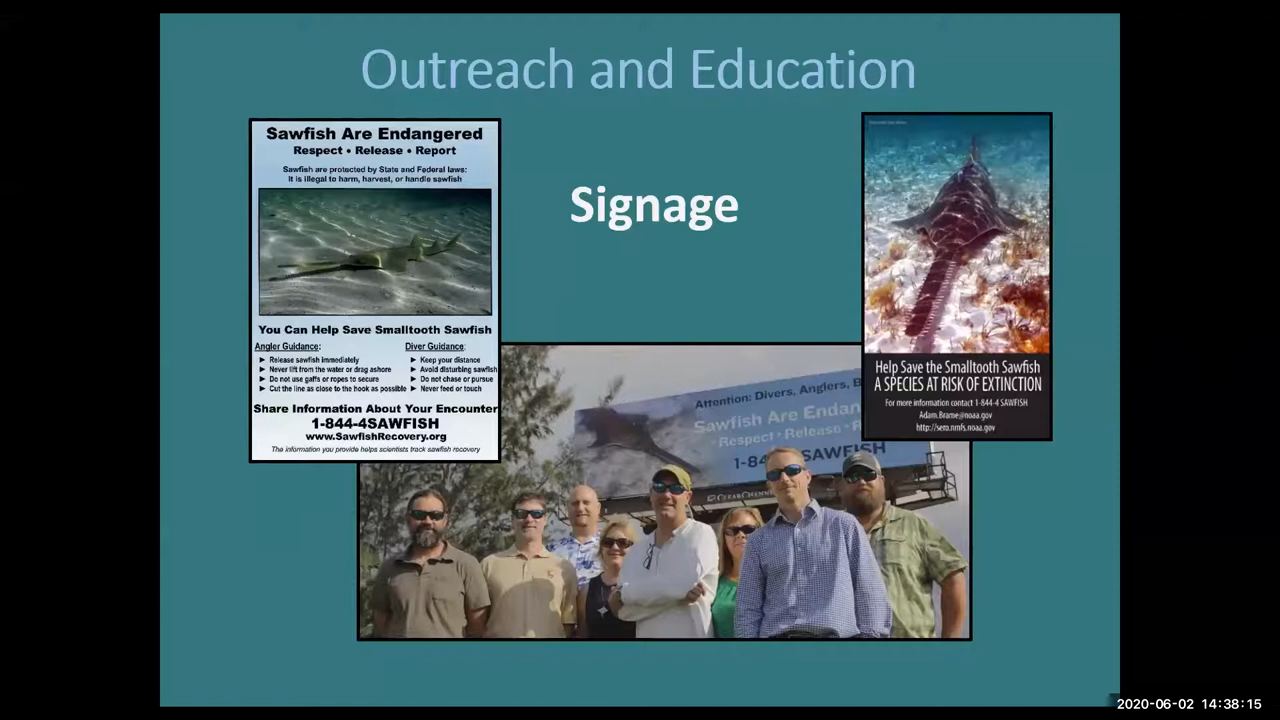 Outreach and Education
Sawfish Are Endangered
Respect • Release • Report
Sawfish are protected by State and Federal laws:
It is illegal to harm, harvest, or handle sawfish
You Can Help Save Smalltooth Sawfish
Angler Guidance:
► Release sawfish immediately
► Never lift from the water or drag ashore
► Do not use gaffs or ropes to secure
► Cut the line as close to the hook as possible
Diver Guidance:
► Keep your distance
► Avoid disturbing sawfish
► Do not chase or pursue
► Never feed or touch
Share Information About Your Encounter
1-844-4SAWFISH
www.SawfishRecovery.org
The information you provide helps scientists track sawfish recovery
Signage
Help Save the Smalltooth Sawfish
A SPECIES AT RISK OF EXTINCTION
For more information contact 1-844-4 SAWFISH
Adam.Brame@noaa.gov
http://sero.nmfs.noaa.gov
Attention: Divers, Anglers, B
Sawfish Are Endan
Respect • Release • R
1-84 SAWFISH
2020-06-02 14:38:15